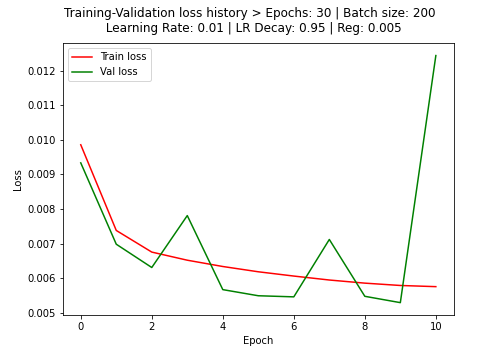 Training-Validation loss history > Epochs: 30 | Batch size: 200
Learning Rate: 0.01 | LR Decay: 0.95 | Reg: 0.005
Train loss
Val loss
0.012
0.011
0.010
0.009
0.008
0.007
0.006
0.005
Loss
0 2 4 6 8 10
Epoch